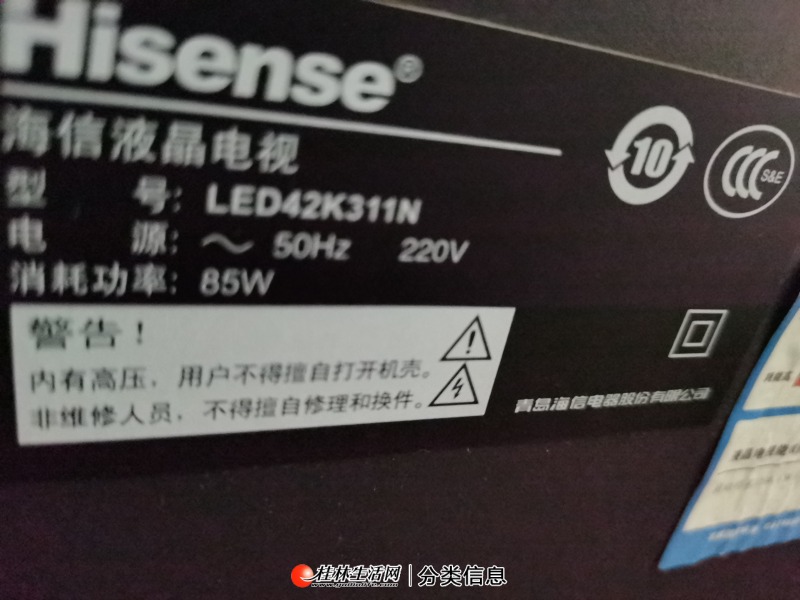 Hisense®
海信液晶电视
型 号: LED42K311N
电 源: ～ 50Hz 220V
消耗功率: 85W
10
CCC S&E
警告!
内有高压，用户不得擅自打开机壳。
非维修人员，不得擅自修理和换件。
青岛海信电器股份有限公司
桂林生活网 | 分类信息